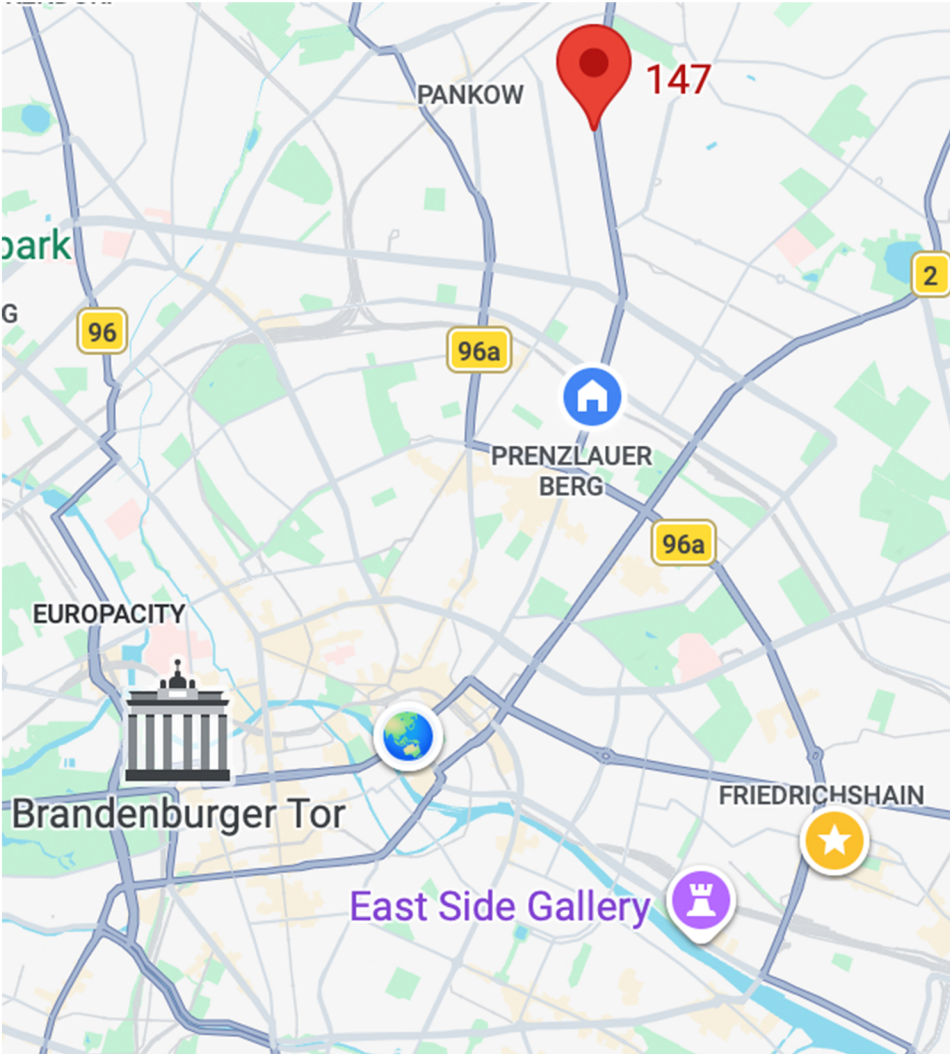 PANKOW
147
park
G
2
96
96a
PRENZLAUER
BERG
96a
EUROPACITY
Brandenburger Tor
FRIEDRICHSHAIN
East Side Gallery